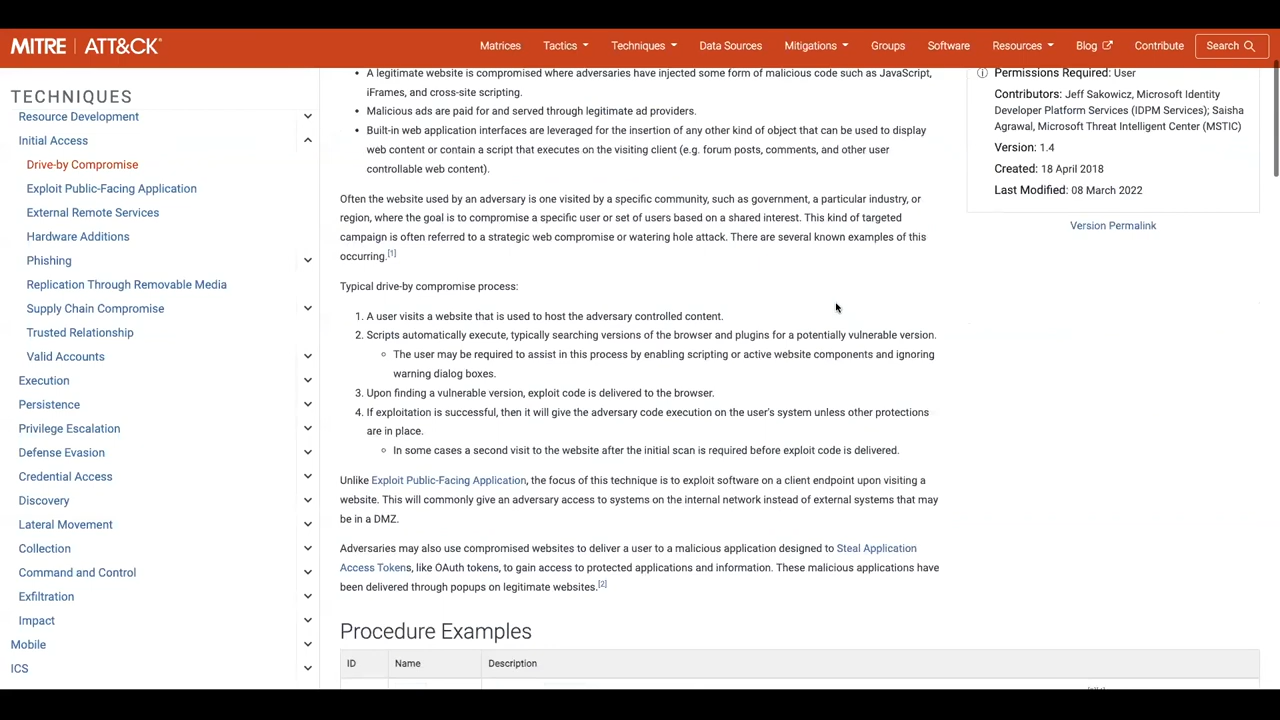 MITRE | ATT&CK®
Matrices
Tactics
Techniques
Data Sources
Mitigations
Groups
Software
Resources
Blog
Contribute
Search
TECHNIQUES
Resource Development
Initial Access
Drive-by Compromise
Exploit Public-Facing Application
External Remote Services
Hardware Additions
Phishing
Replication Through Removable Media
Supply Chain Compromise
Trusted Relationship
Valid Accounts
Execution
Persistence
Privilege Escalation
Defense Evasion
Credential Access
Discovery
Lateral Movement
Collection
Command and Control
Exfiltration
Impact
Mobile
ICS
• A legitimate website is compromised where adversaries have injected some form of malicious code such as JavaScript,
iFrames, and cross-site scripting.
• Malicious ads are paid for and served through legitimate ad providers.
• Built-in web application interfaces are leveraged for the insertion of any other kind of object that can be used to display
web content or contain a script that executes on the visiting client (e.g. forum posts, comments, and other user
controllable web content).
Often the website used by an adversary is one visited by a specific community, such as government, a particular industry, or
region, where the goal is to compromise a specific user or set of users based on a shared interest. This kind of targeted
campaign is often referred to a strategic web compromise or watering hole attack. There are several known examples of this
occurring.[1]
Typical drive-by compromise process:
1. A user visits a website that is used to host the adversary controlled content.
2. Scripts automatically execute, typically searching versions of the browser and plugins for a potentially vulnerable version.
The user may be required to assist in this process by enabling scripting or active website components and ignoring
warning dialog boxes.
3. Upon finding a vulnerable version, exploit code is delivered to the browser.
4. If exploitation is successful, then it will give the adversary code execution on the user's system unless other protections
are in place.
In some cases a second visit to the website after the initial scan is required before exploit code is delivered.
Unlike Exploit Public-Facing Application, the focus of this technique is to exploit software on a client endpoint upon visiting a
website. This will commonly give an adversary access to systems on the internal network instead of external systems that may
be in a DMZ.
Adversaries may also use compromised websites to deliver a user to a malicious application designed to Steal Application
Access Tokens, like OAuth tokens, to gain access to protected applications and information. These malicious applications have
been delivered through popups on legitimate websites.[2]
Procedure Examples
ID
Name
Description
Permissions Required: User
Contributors: Jeff Sakowicz, Microsoft Identity
Developer Platform Services (IDPM Services); Saisha
Agrawal, Microsoft Threat Intelligent Center (MSTIC)
Version: 1.4
Created: 18 April 2018
Last Modified: 08 March 2022
Version Permalink